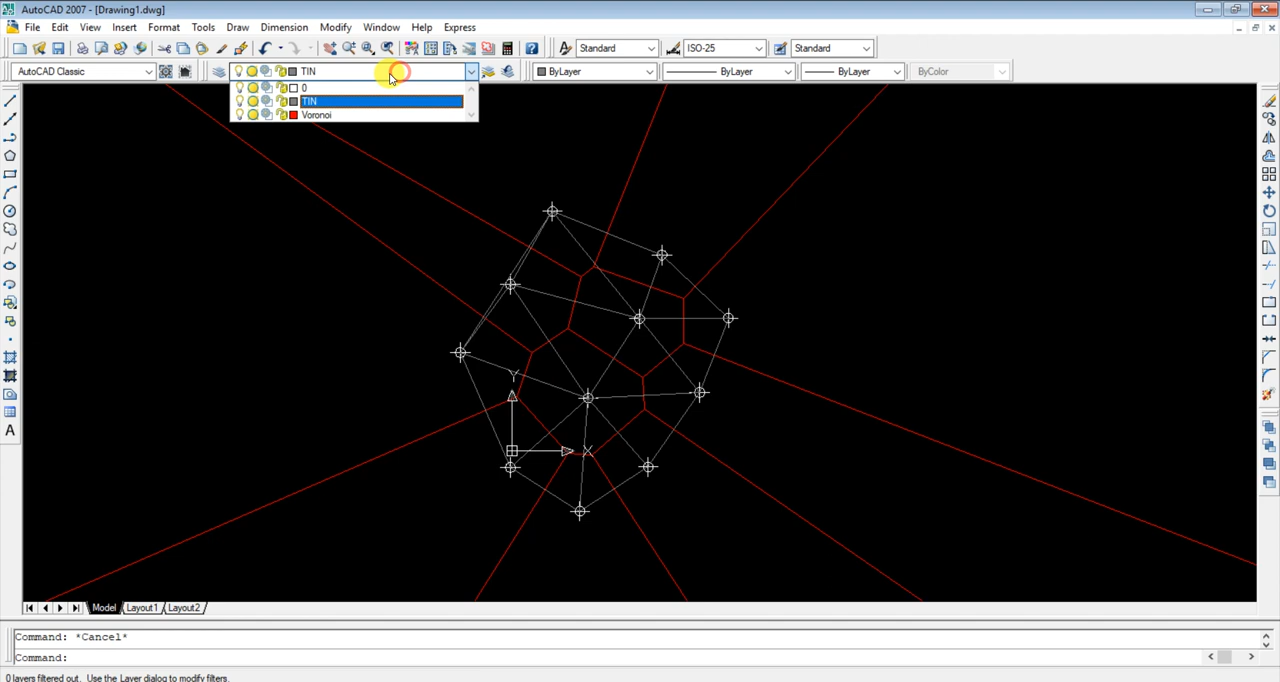 AutoCAD 2007 - [Drawing1.dwg]
File Edit View Insert Format Tools Draw Dimension Modify Window Help Express
Standard ISO-25 Standard
AutoCAD Classic TIN ByLayer ByLayer ByLayer ByColor
0
TIN
Voronoi
A
Y
X
Model Layout1 Layout2
Command: *Cancel*
Command:
0 layers filtered out. Use the Layer dialog to modify filters.